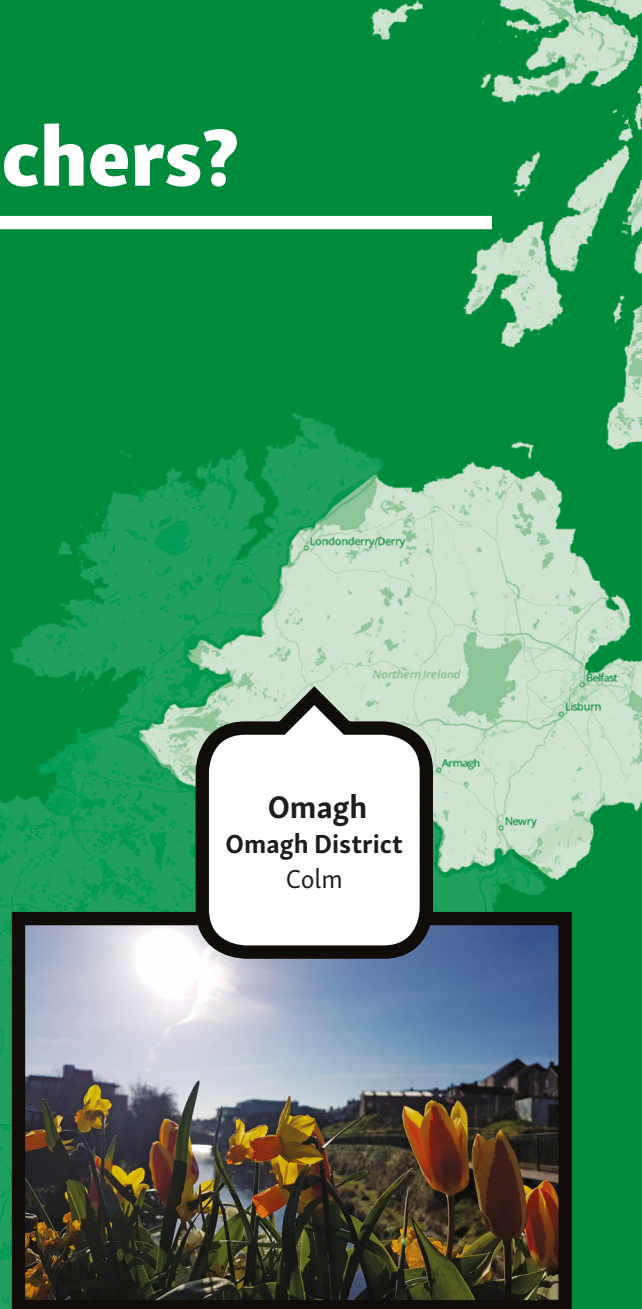 chers?
Londonderry/Derry
Northern Ireland
Belfast
Lisburn
Armagh
Newry
Omagh
Omagh District
Colm